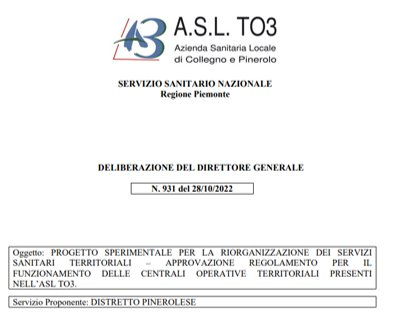 A3
A.S.L. TO3
Azienda Sanitaria Locale
di Collegno e Pinerolo
SERVIZIO SANITARIO NAZIONALE
Regione Piemonte
DELIBERAZIONE DEL DIRETTORE GENERALE
N. 931 del 28/10/2022
Oggetto: PROGETTO SPERIMENTALE PER LA RIORGANIZZAZIONE DEI SERVIZI
SANITARI TERRITORIALI – APPROVAZIONE REGOLAMENTO PER IL
FUNZIONAMENTO DELLE CENTRALI OPERATIVE TERRITORIALI PRESENTI
NELL'ASL TO3.
Servizio Proponente: DISTRETTO PINEROLESE